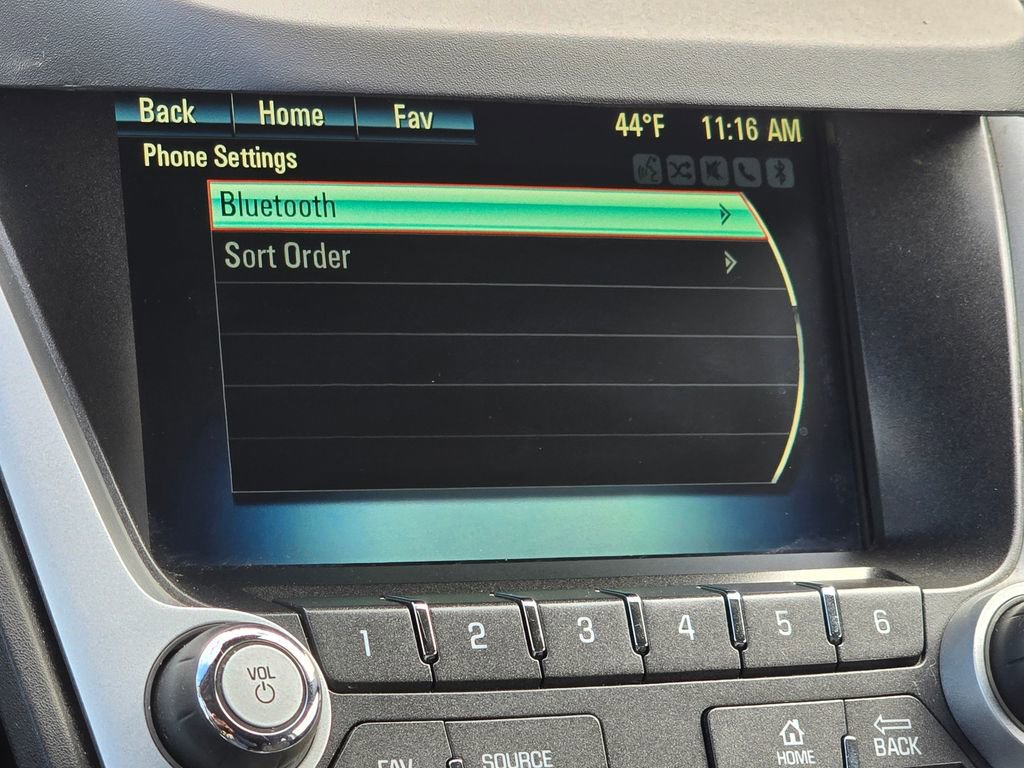 Back Home Fav 44°F 11:16 AM
Phone Settings
Bluetooth
Sort Order
1 2 3 4 5 6
VOL
FAV SOURCE HOME BACK